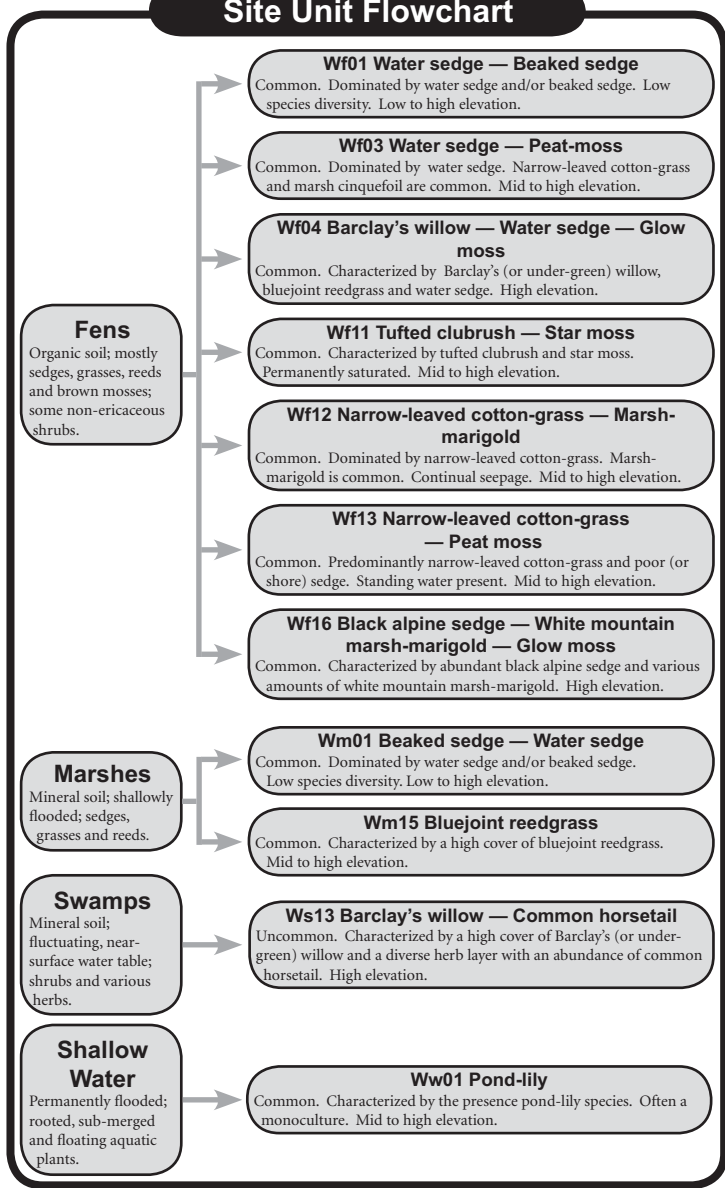 Site Unit Flowchart
Fens
Organic soil; mostly
sedges, grasses, reeds
and brown mosses;
some non-ericaceous
shrubs.
Wf01 Water sedge — Beaked sedge
Common. Dominated by water sedge and/or beaked sedge. Low
species diversity. Low to high elevation.
Wf03 Water sedge — Peat-moss
Common. Dominated by water sedge. Narrow-leaved cotton-grass
and marsh cinquefoil are common. Mid to high elevation.
Wf04 Barclay's willow — Water sedge — Glow
moss
Common. Characterized by Barclay's (or under-green) willow,
bluejoint reedgrass and water sedge. High elevation.
Wf11 Tufted clubrush — Star moss
Common. Characterized by tufted clubrush and star moss.
Permanently saturated. Mid to high elevation.
Wf12 Narrow-leaved cotton-grass — Marsh-
marigold
Common. Dominated by narrow-leaved cotton-grass. Marsh-
marigold is common. Continual seepage. Mid to high elevation.
Wf13 Narrow-leaved cotton-grass
— Peat moss
Common. Predominantly narrow-leaved cotton-grass and poor (or
shore) sedge. Standing water present. Mid to high elevation.
Wf16 Black alpine sedge — White mountain
marsh-marigold — Glow moss
Common. Characterized by abundant black alpine sedge and various
amounts of white mountain marsh-marigold. High elevation.
Marshes
Mineral soil; shallowly
flooded; sedges,
grasses and reeds.
Wm01 Beaked sedge — Water sedge
Common. Dominated by water sedge and/or beaked sedge.
Low species diversity. Low to high elevation.
Wm15 Bluejoint reedgrass
Common. Characterized by a high cover of bluejoint reedgrass.
Mid to high elevation.
Swamps
Mineral soil;
fluctuating, near-
surface water table;
shrubs and various
herbs.
Ws13 Barclay's willow — Common horsetail
Uncommon. Characterized by a high cover of Barclay's (or under-
green) willow and a diverse herb layer with an abundance of common
horsetail. High elevation.
Shallow
Water
Permanently flooded;
rooted, sub-merged
and floating aquatic
plants.
Ww01 Pond-lily
Common. Characterized by the presence pond-lily species. Often a
monoculture. Mid to high elevation.